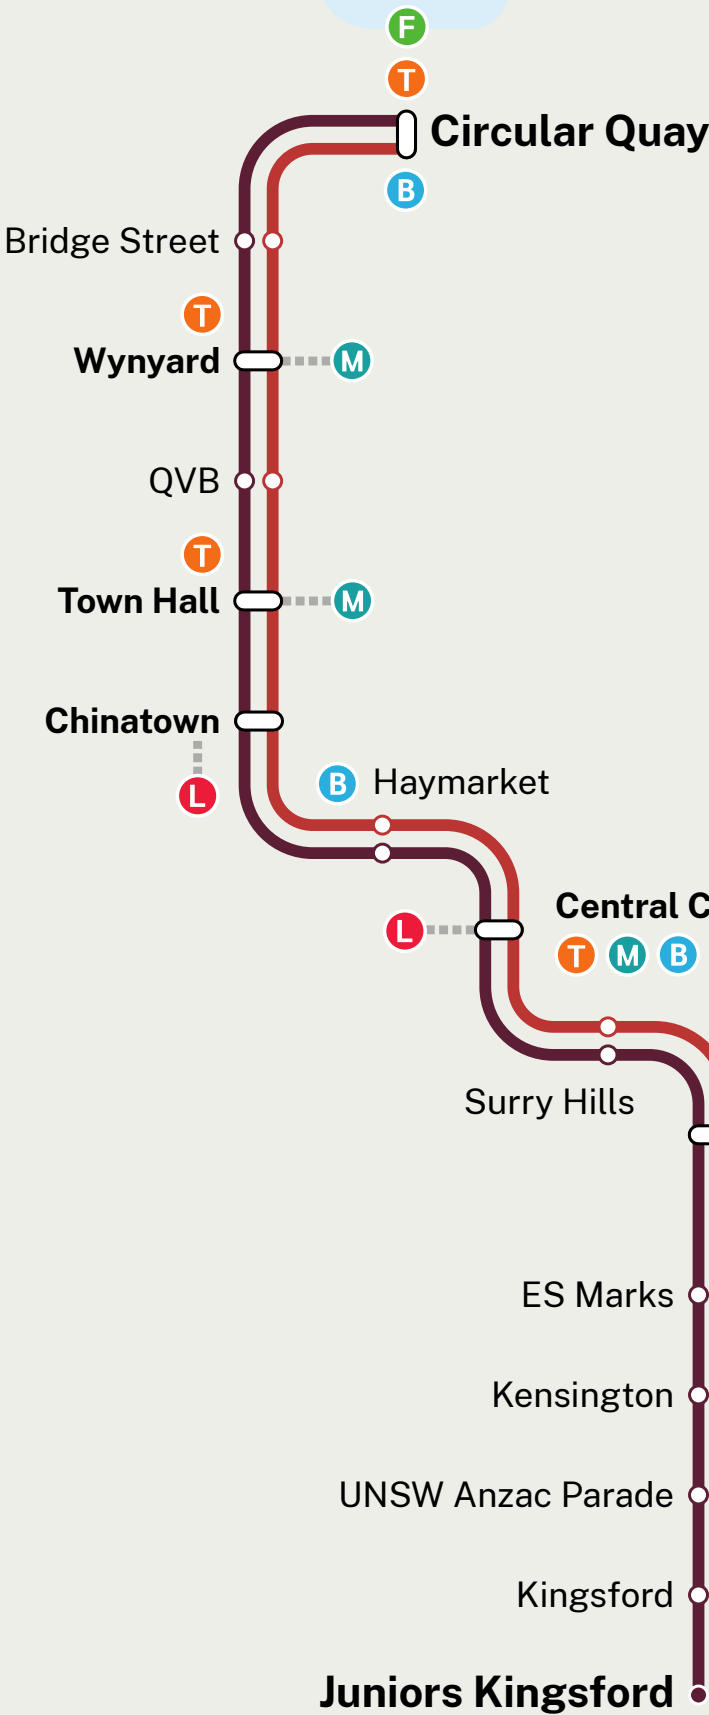 F
T
Circular Quay
B
Bridge Street
T
Wynyard
M
QVB
T
Town Hall
M
Chinatown
L
B Haymarket
Central C
L
T M B
Surry Hills
ES Marks
Kensington
UNSW Anzac Parade
Kingsford
Juniors Kingsford